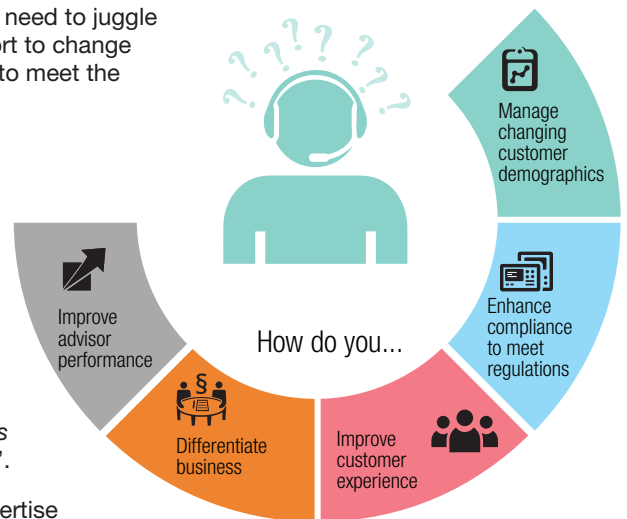 need to juggle
ort to change
to meet the
? ? ? ? ? ? ? ?
Manage
changing
customer
demographics
Enhance
compliance
to meet
regulations
How do you...
Improve
advisor
performance
§
Differentiate
business
Improve
customer
experience
s
'.
ertise